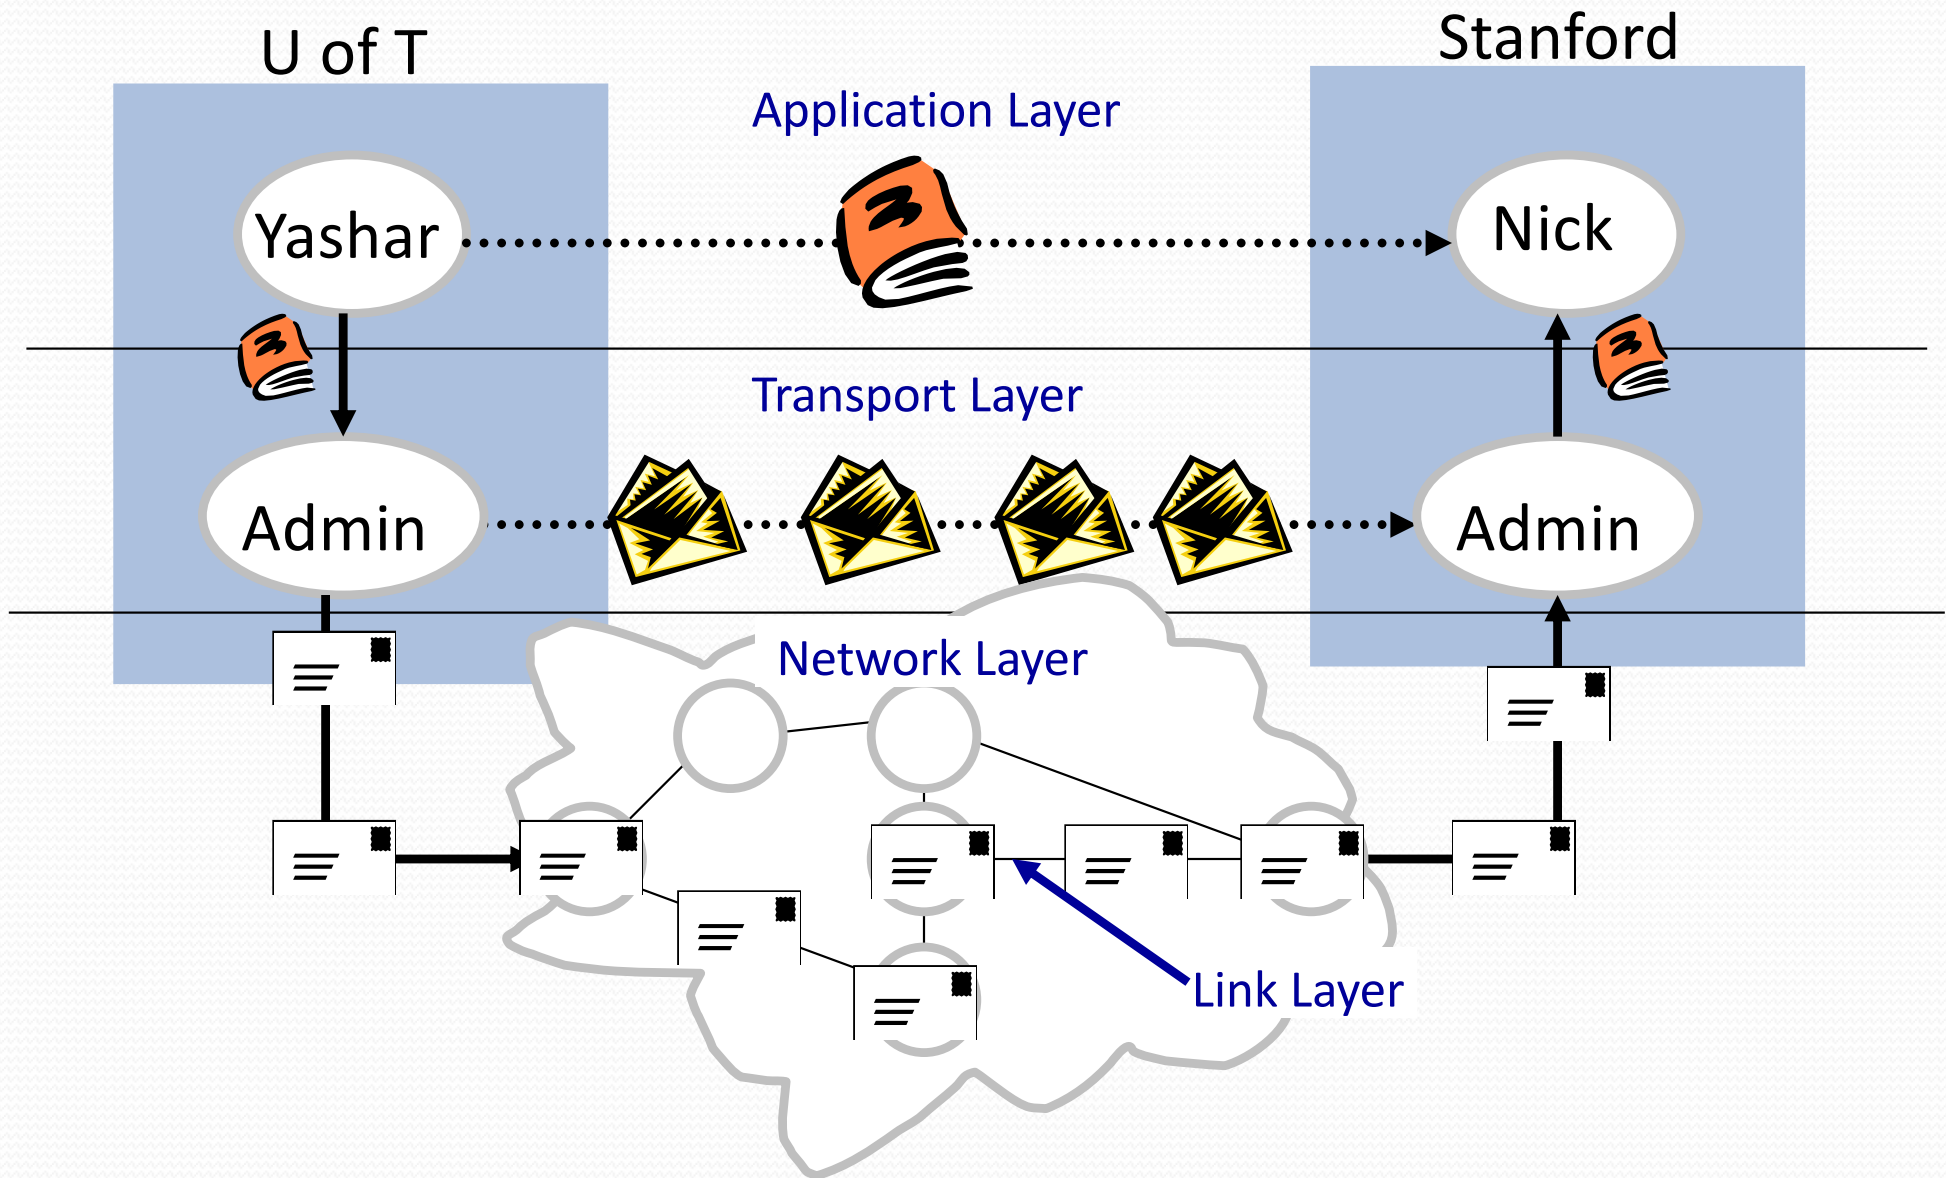 U of T
Stanford
Application Layer
Yashar
Nick
Transport Layer
Admin
Admin
Network Layer
Link Layer